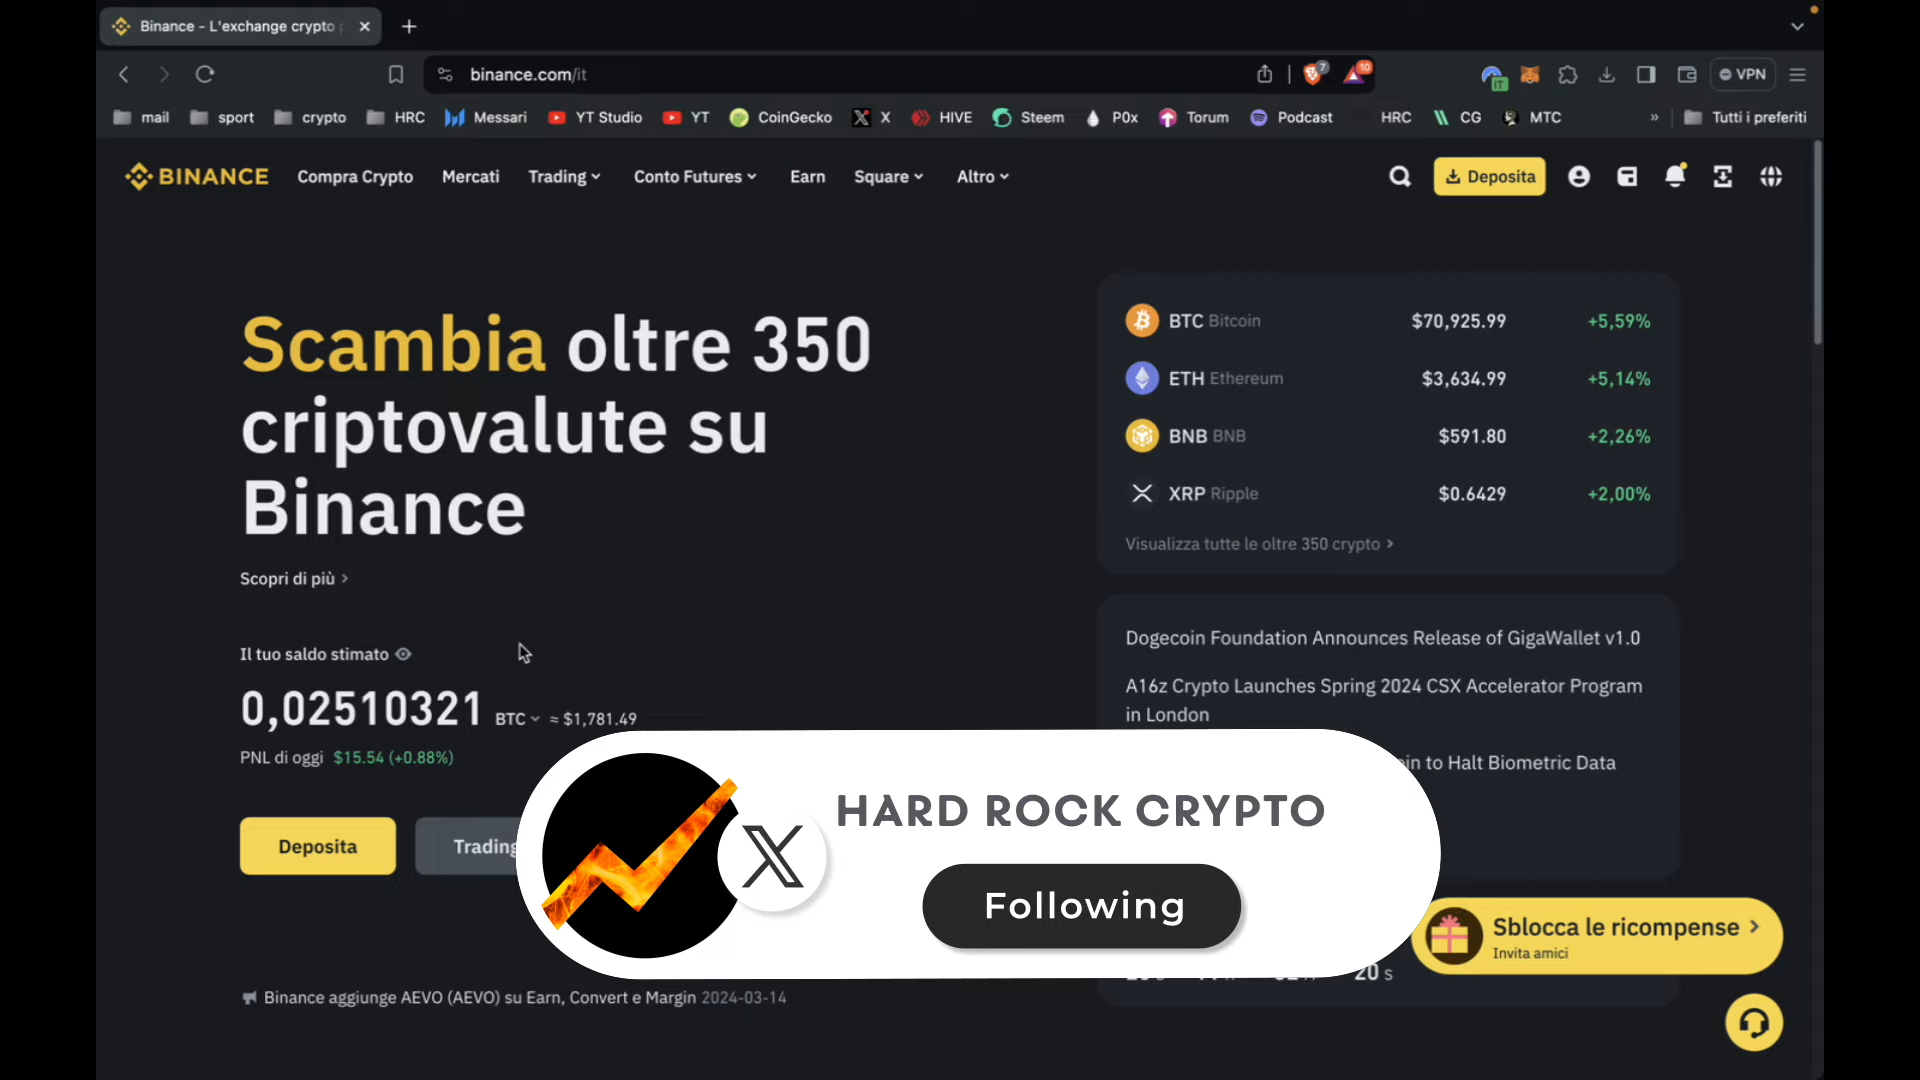 Binance - L'exchange crypto
binance.com/it
7
10
IT
VPN
mail
sport
crypto
HRC
Messari
YT Studio
YT
CoinGecko
X
HIVE
Steem
P0x
Torum
Podcast
HRC
CG
MTC
»
Tutti i preferiti
BINANCE
Compra Crypto
Mercati
Trading
Conto Futures
Earn
Square
Altro
Deposita
Scambia oltre 350
criptovalute su
Binance
Scopri di più
Il tuo saldo stimato
0,02510321 BTC ≈ $1,781.49
PNL di oggi $15.54 (+0.88%)
Deposita
Trading
Binance aggiunge AEVO (AEVO) su Earn, Convert e Margin 2024-03-14
BTC Bitcoin $70,925.99 +5,59%
ETH Ethereum $3,634.99 +5,14%
BNB BNB $591.80 +2,26%
XRP Ripple $0.6429 +2,00%
Visualizza tutte le oltre 350 crypto
Dogecoin Foundation Announces Release of GigaWallet v1.0
A16z Crypto Launches Spring 2024 CSX Accelerator Program
in London
to Halt Biometric Data
20 s
HARD ROCK CRYPTO
X
Following
Sblocca le ricompense
Invita amici